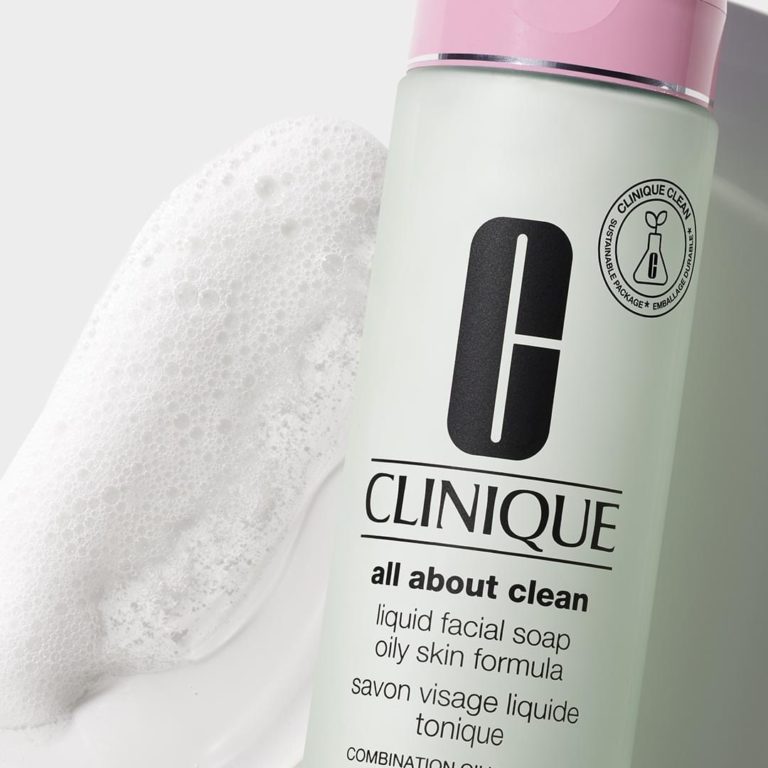 CLINIQUE CLEAN
SUSTAINABLE PACKAGE* EMBALLAGE DURABLE*
C
C
CLINIQUE
all about clean
liquid facial soap
oily skin formula
savon visage liquide
tonique
COMBINATION